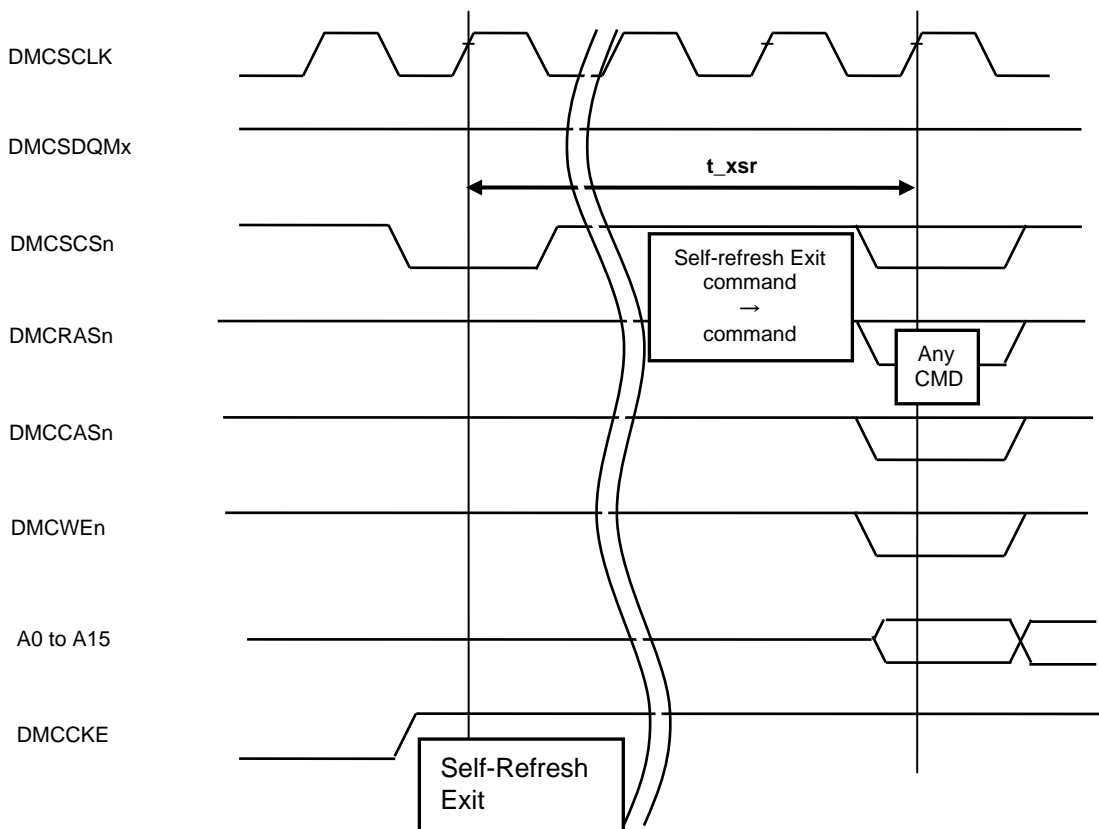 DMCSCLK
DMCSDQMx
t_xsr
DMCSCSn
Self-refresh Exit
command
→
command
DMCRASn
Any
CMD
DMCCASn
DMCWEn
A0 to A15
DMCCKE
Self-Refresh
Exit